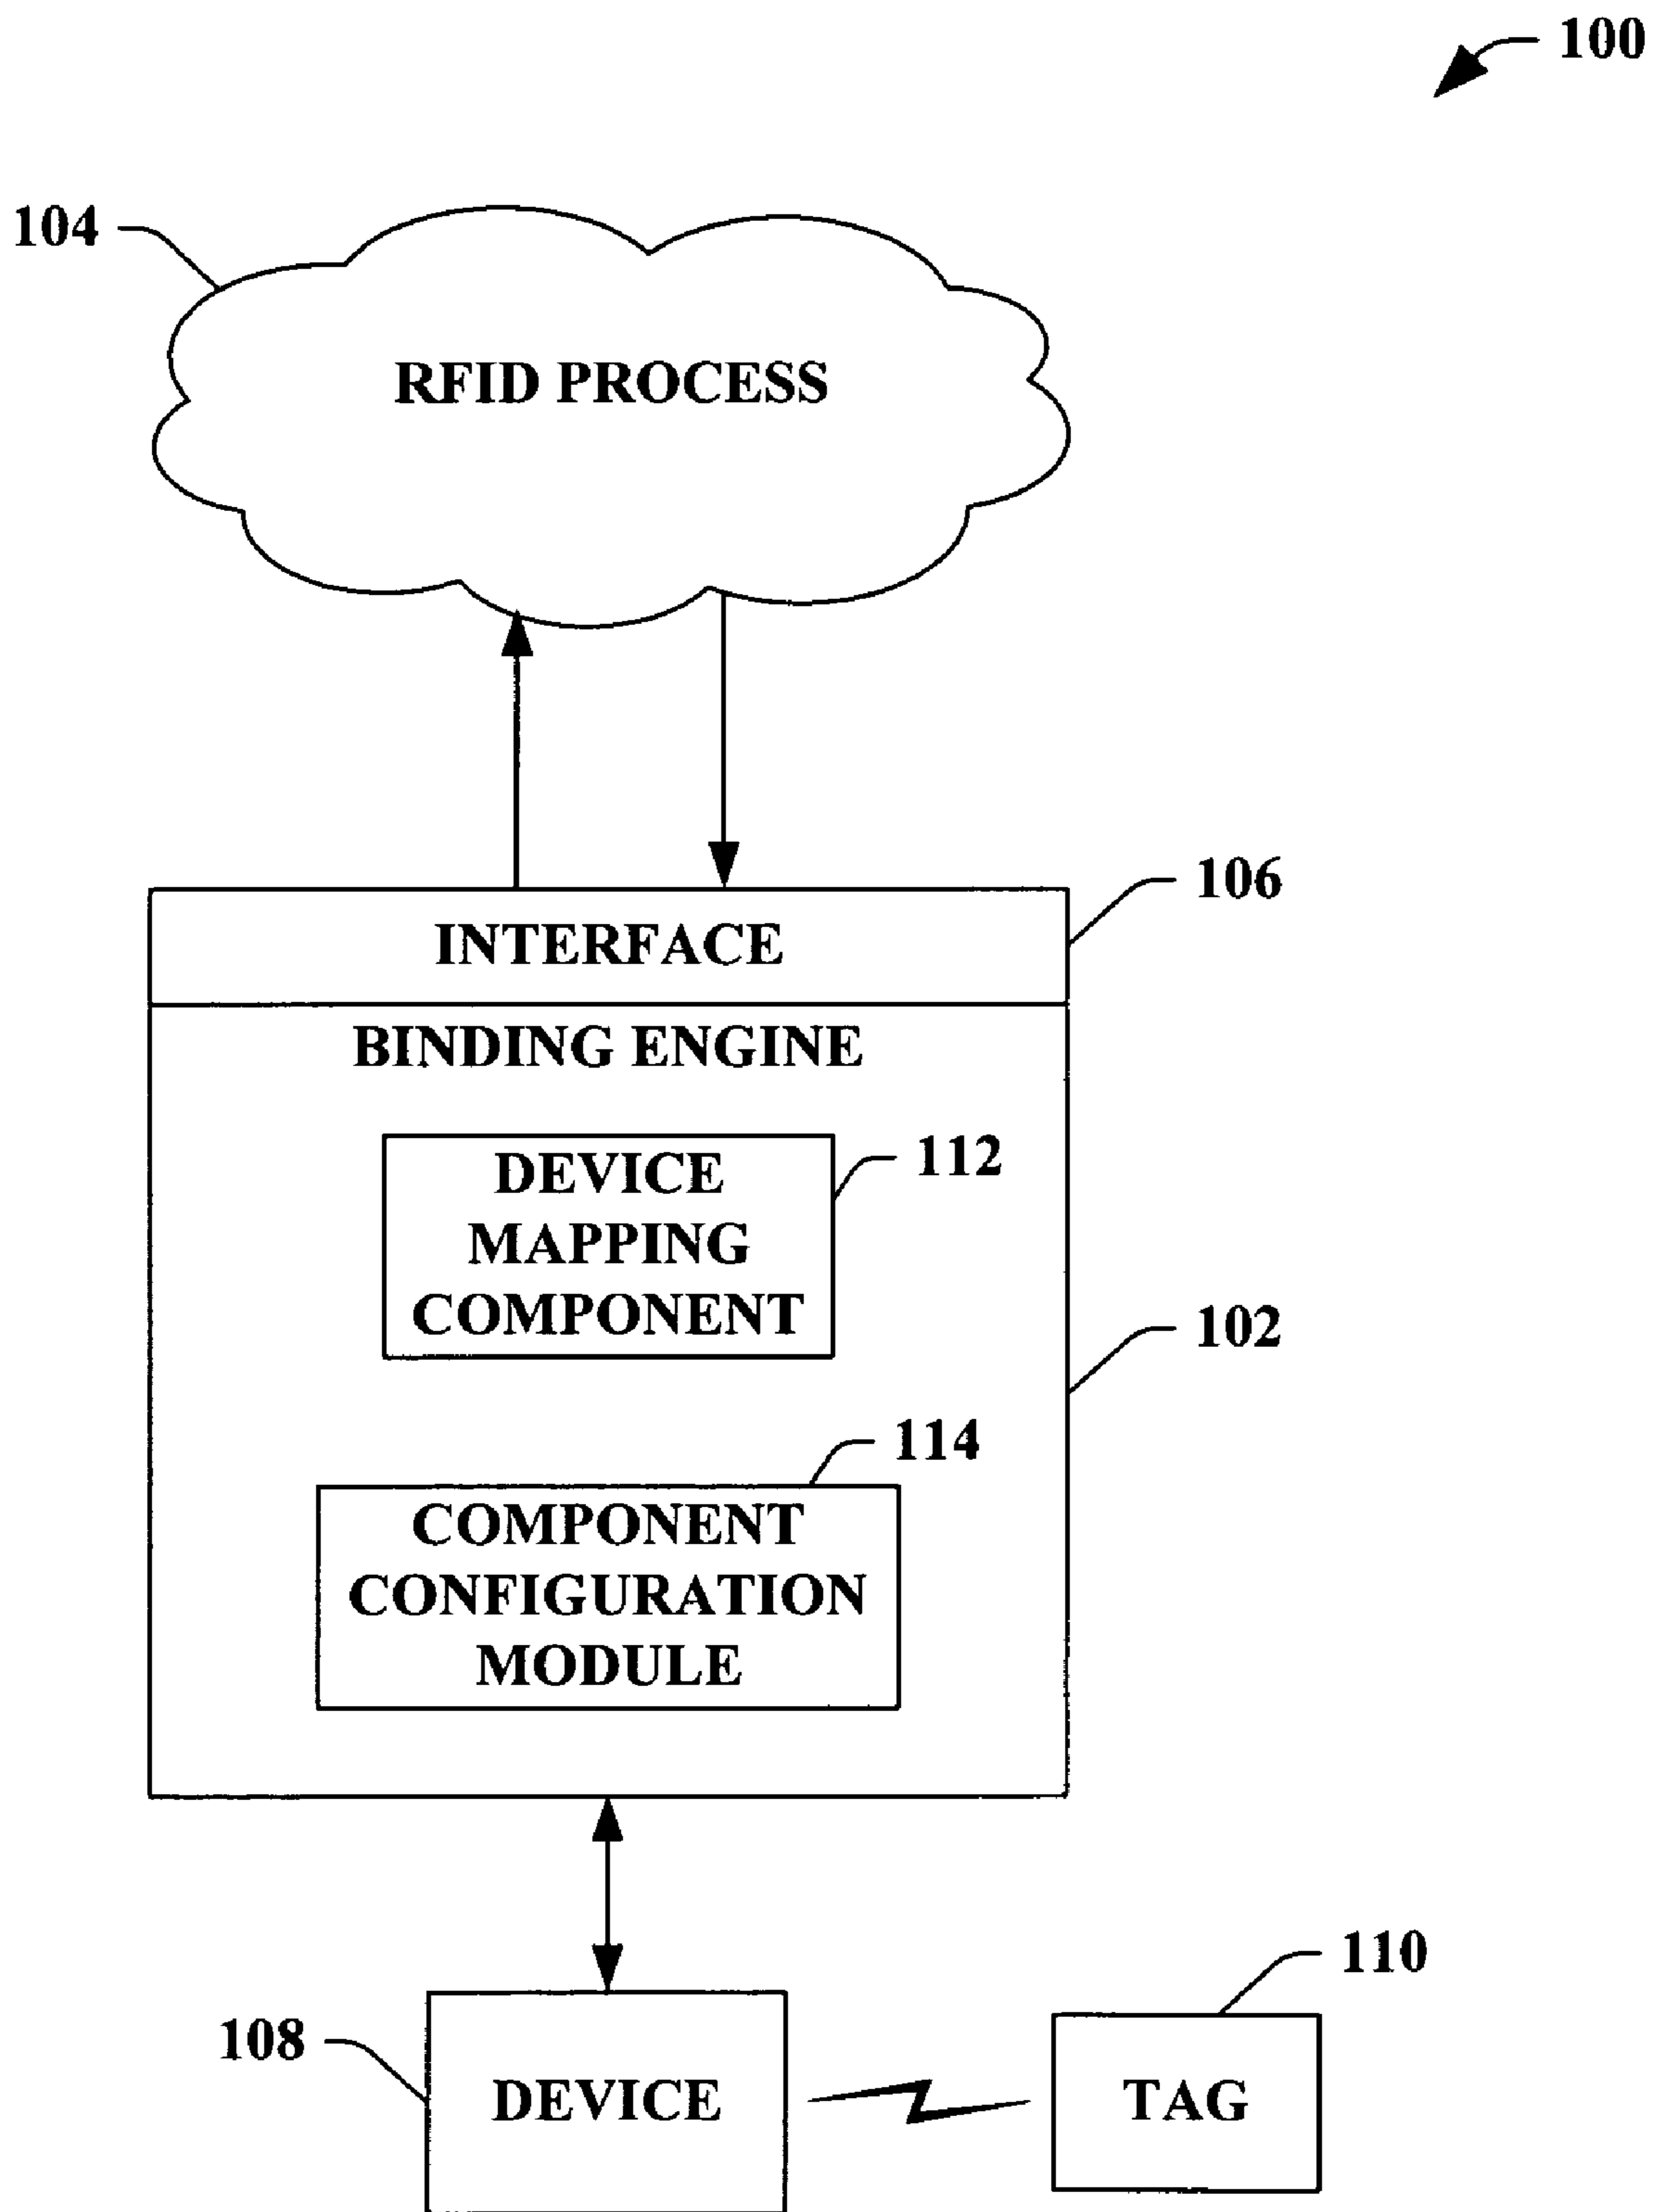 100
104
RFID PROCESS
106
INTERFACE
BINDING ENGINE
112
DEVICE
MAPPING
COMPONENT
102
114
COMPONENT
CONFIGURATION
MODULE
110
108
DEVICE
TAG